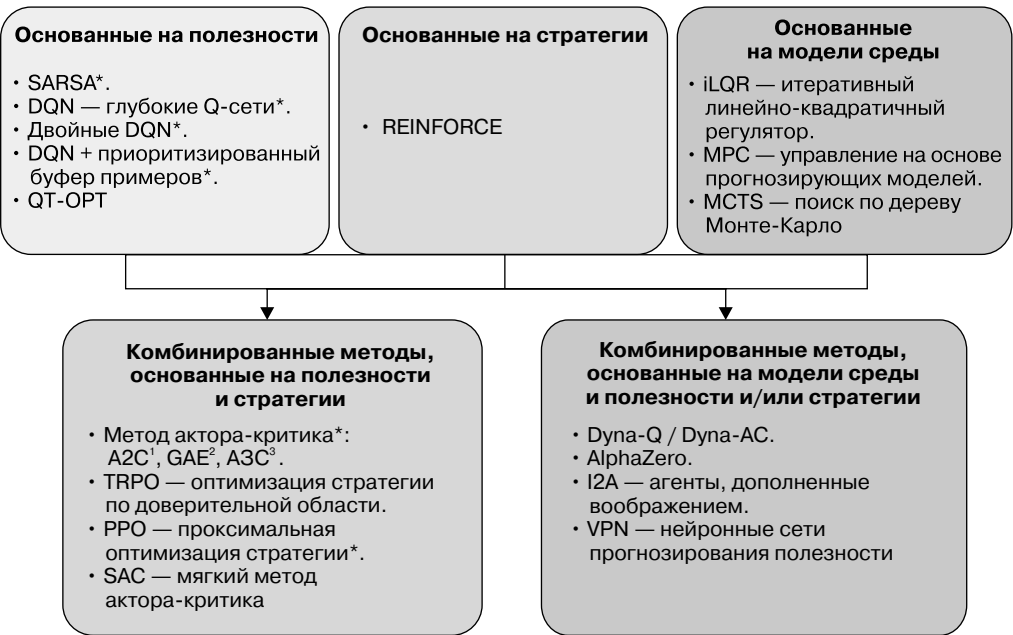 Основанные на полезности
• SARSA*.
• DQN — глубокие Q-сети*.
• Двойные DQN*.
• DQN + приоритизированный
буфер примеров*.
• QT-OPT
Основанные на стратегии
• REINFORCE
Основанные
на модели среды
• iLQR — итеративный
линейно-квадратичный
регулятор.
• MPC — управление на основе
прогнозирующих моделей.
• MCTS — поиск по дереву
Монте-Карло
Комбинированные методы,
основанные на полезности
и стратегии
• Метод актора-критика*:
A2C¹, GAE², A3C³.
• TRPO — оптимизация стратегии
по доверительной области.
• PPO — проксимальная
оптимизация стратегии*.
• SAC — мягкий метод
актора-критика
Комбинированные методы,
основанные на модели среды
и полезности и/или стратегии
• Dyna-Q / Dyna-AC.
• AlphaZero.
• I2A — агенты, дополненные
воображением.
• VPN — нейронные сети
прогнозирования полезности